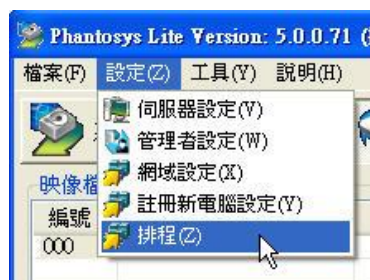 Phantosys Lite Version: 5.0.0.71 (
檔案(F) 設定(Z) 工具(Y) 說明(H)
伺服器設定(V)
管理者設定(W)
網域設定(X)
註冊新電腦設定(Y)
排程(Z)
映像檔
編號
000